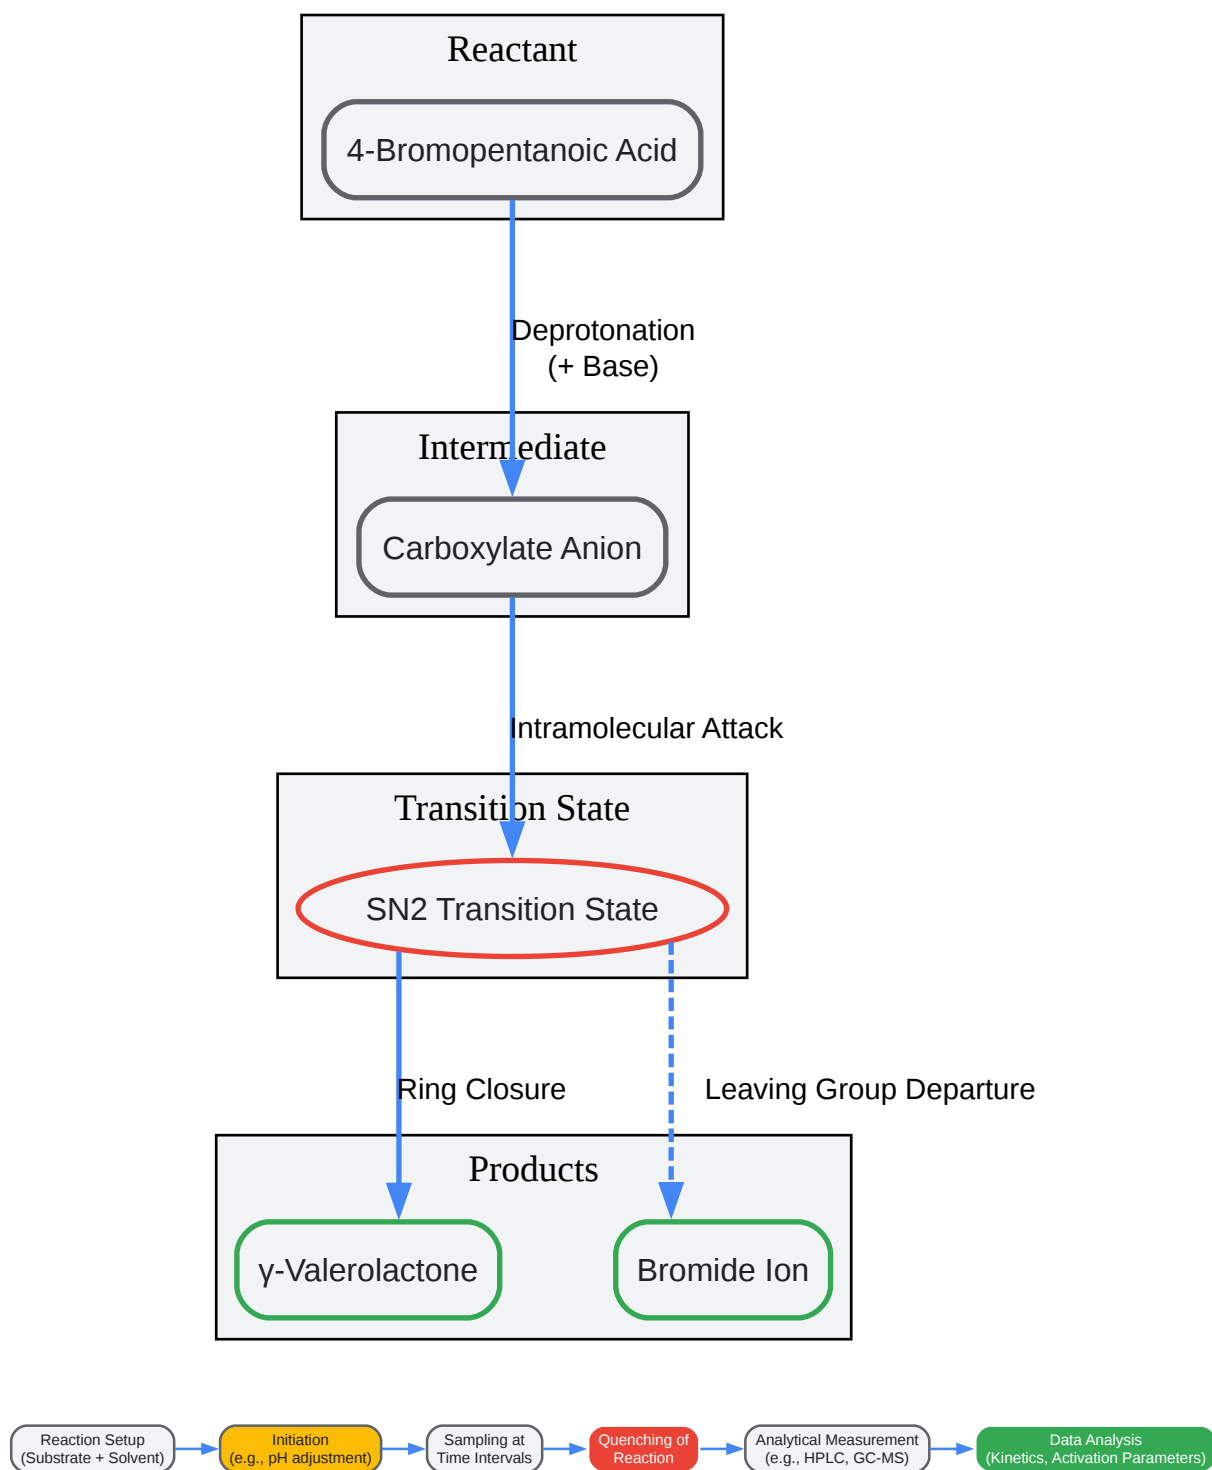 Reactant
4-Bromopentanoic Acid
Deprotonation
(+ Base)
Intermediate
Carboxylate Anion
Intramolecular Attack
Transition State
SN2 Transition State
Ring Closure
Leaving Group Departure
Products
γ-Valerolactone
Bromide Ion
Reaction Setup
(Substrate + Solvent)
Initiation
(e.g., pH adjustment)
Sampling at
Time Intervals
Quenching of
Reaction
Analytical Measurement
(e.g., HPLC, GC-MS)
Data Analysis
(Kinetics, Activation Parameters)